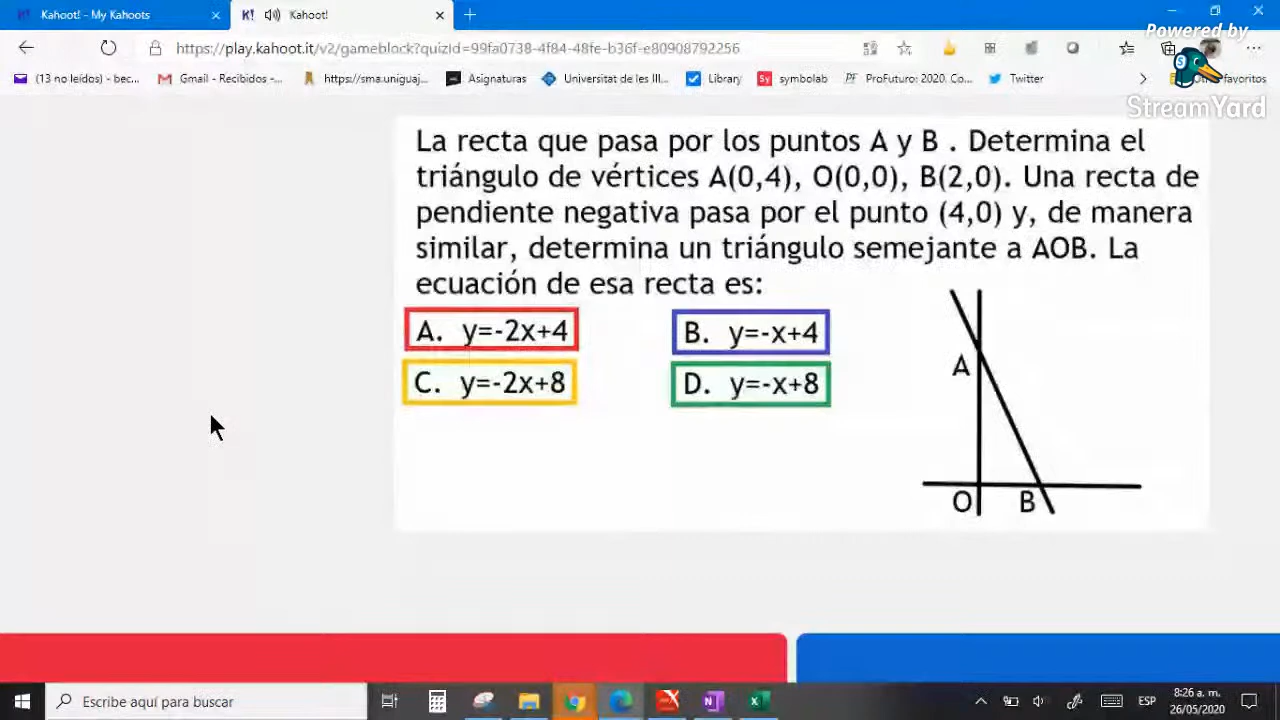 Kahoot! - My Kahoots
Kahoot!
Powered by
https://play.kahoot.it/v2/gameblock?quizId=99fa0738-4f84-48fe-b36f-e80908792256
(13 no leídos) - bec...
Gmail - Recibidos -...
https://sma.uniguaj...
Asignaturas
Universitat de les Ill...
Library
Sy symbolab
PF ProFuturo: 2020. Co...
Twitter
favoritos
StreamYard
La recta que pasa por los puntos A y B . Determina el
triángulo de vértices A(0,4), O(0,0), B(2,0). Una recta de
pendiente negativa pasa por el punto (4,0) y, de manera
similar, determina un triángulo semejante a AOB. La
ecuación de esa recta es:
A. y=-2x+4
B. y=-x+4
C. y=-2x+8
D. y=-x+8
A
O
B
Escribe aquí para buscar
ESP
8:26 a. m.
26/05/2020